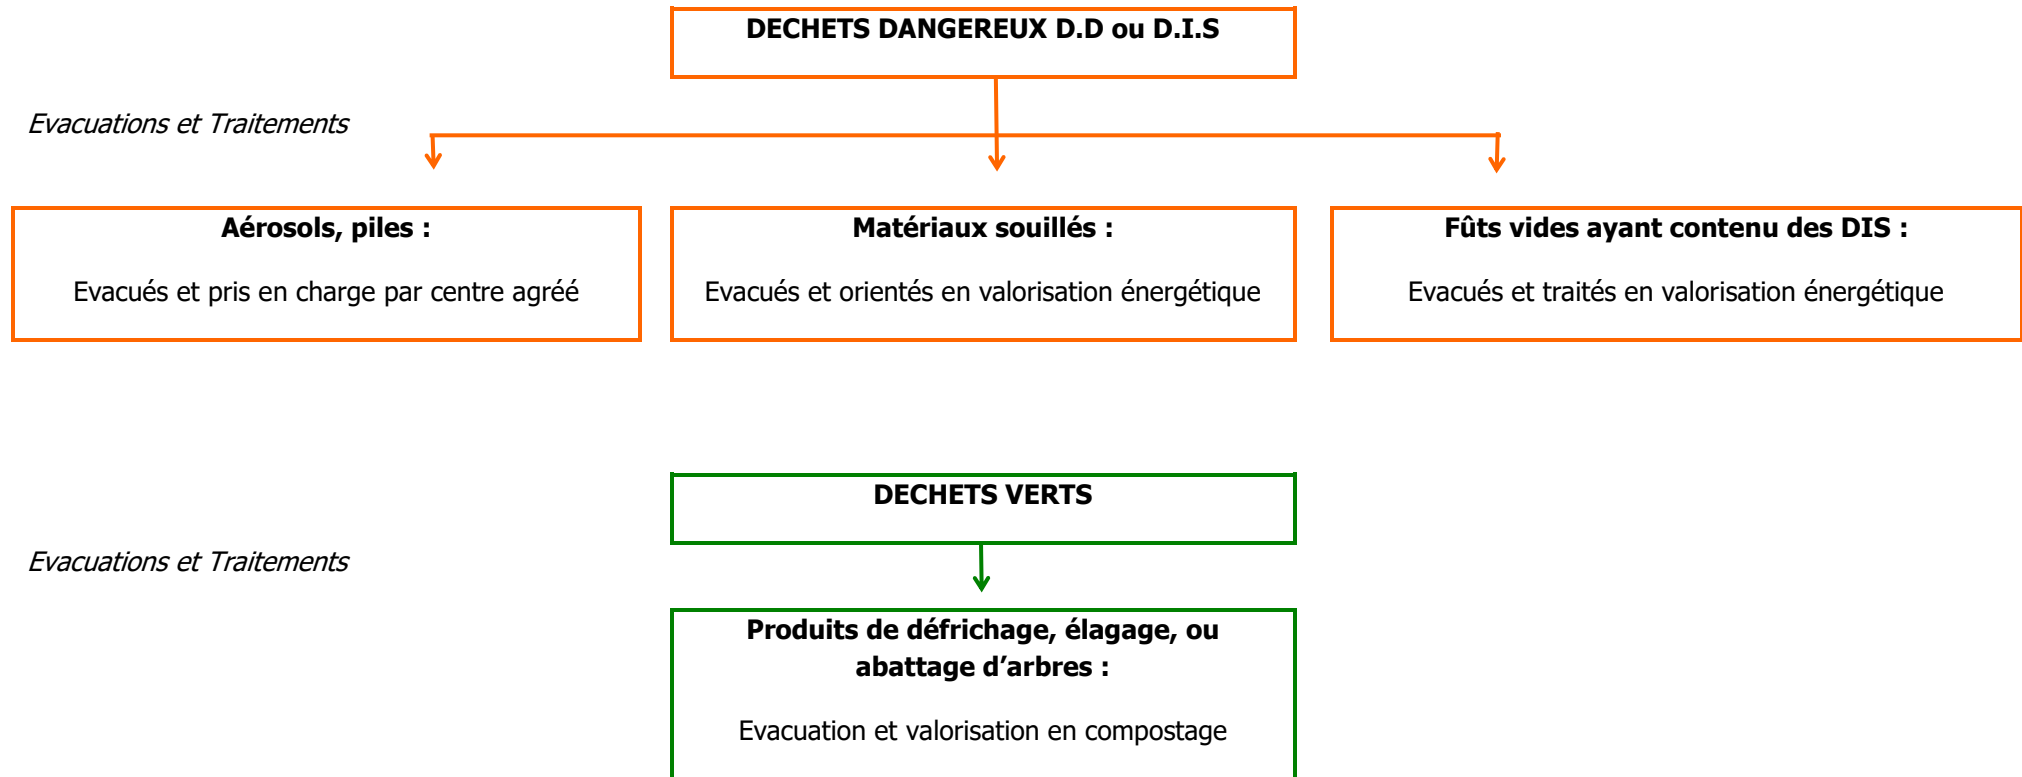 DECHETS DANGEREUX D.D ou D.I.S
Evacuations et Traitements
Aérosols, piles :
Evacués et pris en charge par centre agréé
Matériaux souillés :
Evacués et orientés en valorisation énergétique
Fûts vides ayant contenu des DIS :
Evacués et traités en valorisation énergétique
DECHETS VERTS
Evacuations et Traitements
Produits de défrichage, élagage, ou
abattage d’arbres :
Evacuation et valorisation en compostage